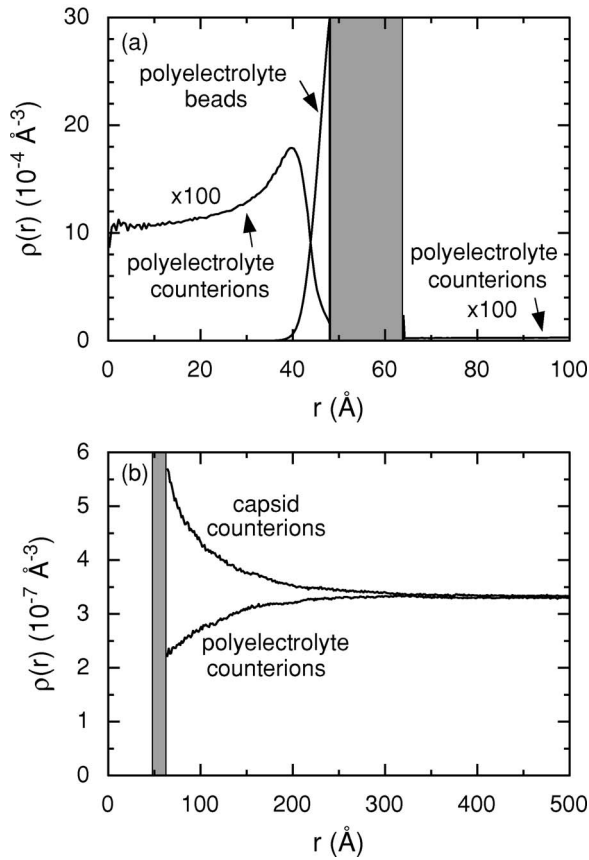 (a)
30
20
10
0
ρ(r) (10⁻⁴ Å⁻³)
polyelectrolyte
beads
x100
polyelectrolyte
counterions
polyelectrolyte
counterions
x100
0 20 40 60 80 100
r (Å)
(b)
6
5
4
3
2
1
0
ρ(r) (10⁻⁷ Å⁻³)
capsid
counterions
polyelectrolyte
counterions
0 100 200 300 400 500
r (Å)